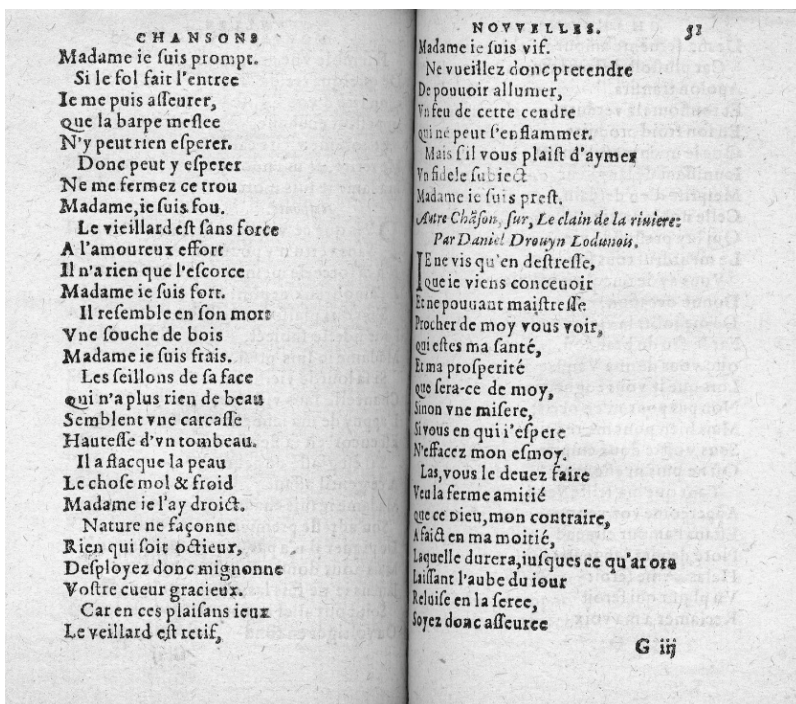 CHANSONS
Madame ie ſuis prompt.
Si le fol fait l'entree
Ie me puis aſſeurer,
Que la barpe meſlee
N'y peut rien eſperer.
Donc peut y eſperer
Ne me fermez ce trou
Madame, ie ſuis fou.
Le vieillard eſt ſans force
A l'amoureux effort
Il n'a rien que l'eſcorce
Madame ie ſuis fort.
Il reſemble en ſon mort
Vne ſouche de bois
Madame ie ſuis frais.
Les ſeillons de ſa face
Qui n'a plus rien de beau
Semblent vne carcaſſe
Hauteſſe d'vn tombeau.
Il a flacque la peau
Le choſe mol & froid
Madame ie l'ay droict.
Nature ne façonne
Rien qui ſoit octieux,
Deſployez donc mignonne
Voſtre cueur gracieux.
Car en ces plaiſans ieux
Le veillard eſt retif,
NOVVELLES. 52
Madame ie ſuis vif.
Ne vueillez donc pretendre
De pouuoir allumer,
Vn feu de cette cendre
qui ne peut ſ'enflammer.
Mais ſ'il vous plaiſt d'aymer
Vn fidele ſubiect
Madame ie ſuis preſt.
Autre Chãſon, ſur, Le clain de la riuiere:
Par Daniel Drouyn Lodunois.
IE ne vis qu'en deſtreſſe,
que ie viens conceuoir
Et ne pouuant maiſtreſſe
Procher de moy vous voir,
qui eſtes ma santé,
Et ma proſperité
que ſera-ce de moy,
Sinon vne miſere,
Si vous en qui i'eſpere
N'effacez mon eſmoy.
Las, vous le deuez faire
Veu la ferme amitié
que ce Dieu, mon contraire,
A faict en ma moitié,
Laquelle durera, iuſques ce qu'arora
Laiſſant l'aube du iour
Reluiſe en la ſeree,
Soyez donc aſſeuree
G iij